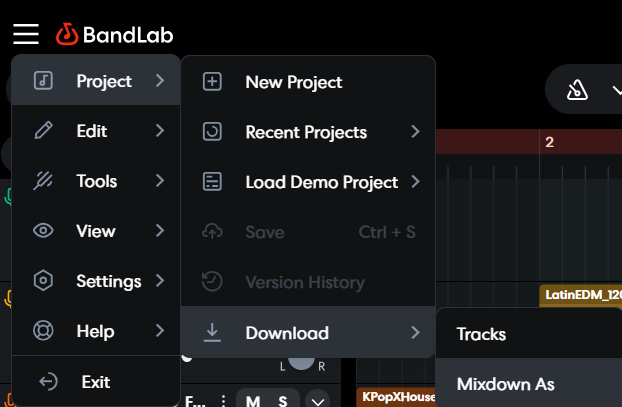 BandLab
Project
Edit
Tools
View
Settings
Help
Exit
New Project
Recent Projects
Load Demo Project
Save Ctrl + S
Version History
Download
Tracks
Mixdown As
2
LatinEDM_120
L R
F... M S
KPopXHouse